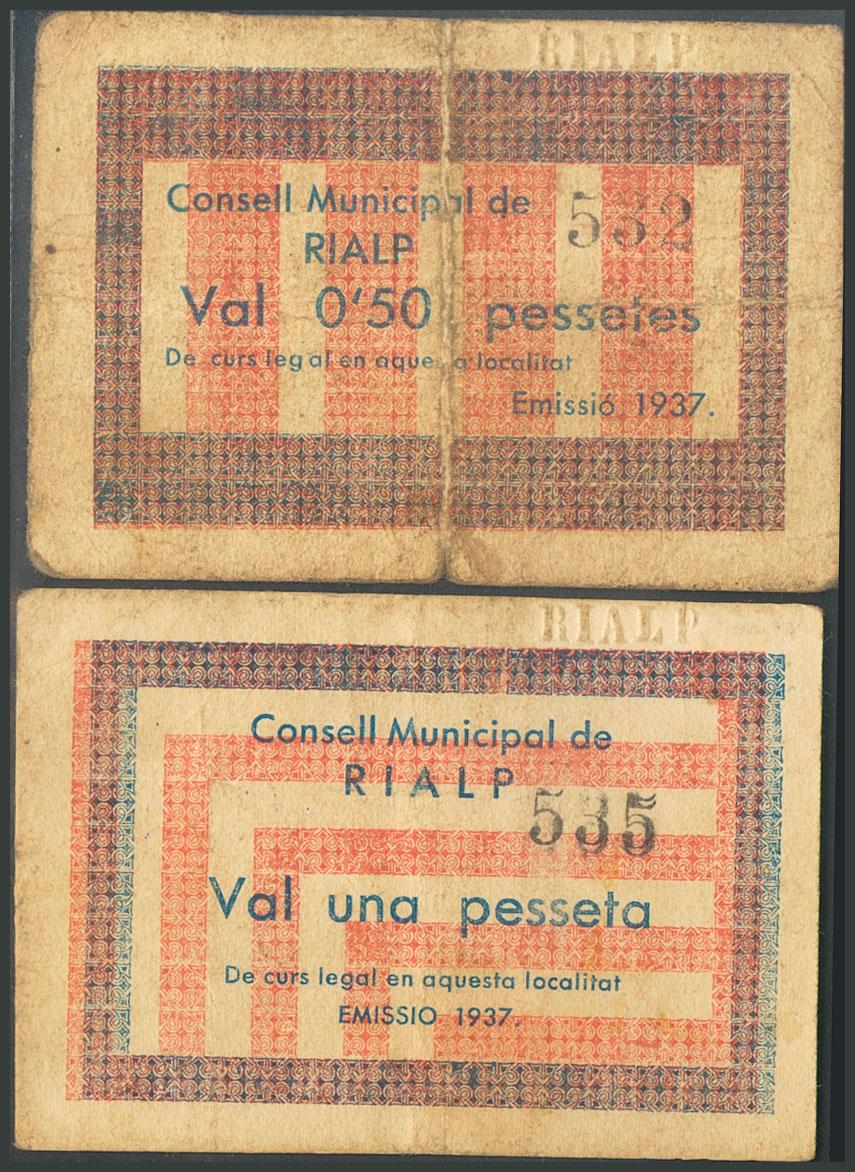 RIALP
Consell Municipal de
532
RIALP
Val 0'50 pessetes
De curs legal en aquesta localitat
Emissió 1937.
RIALP
Consell Municipal de
RIALP
535
Val una pesseta
De curs legal en aquesta localitat
EMISSIO 1937.